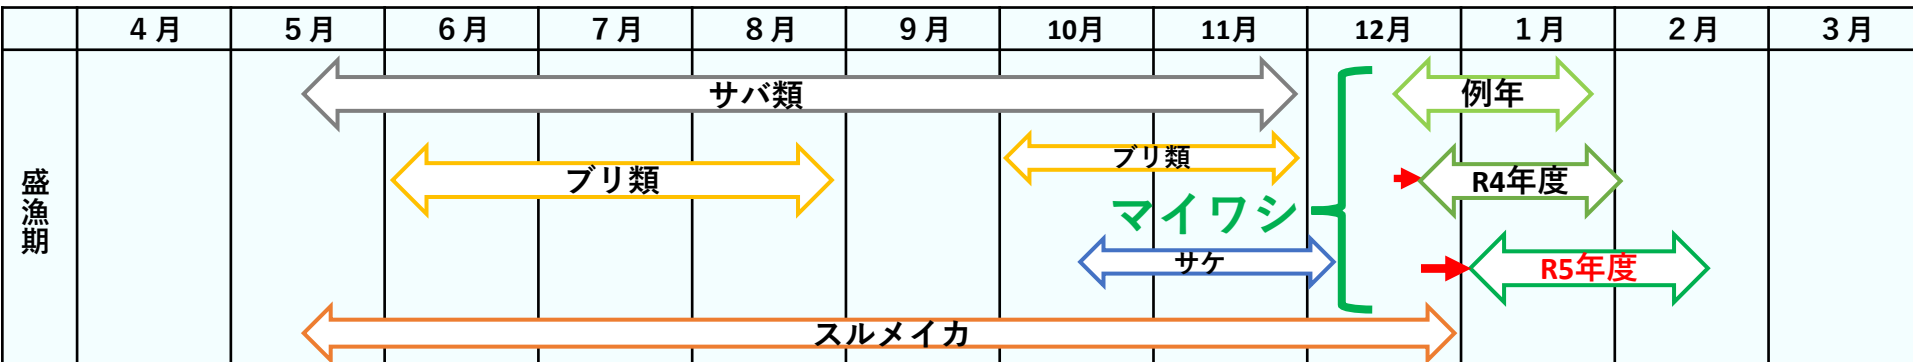 ４月 ５月 ６月 ７月 ８月 ９月 10月 11月 12月 １月 ２月 ３月
盛漁期
サバ類
例年
ブリ類
ブリ類
R4年度
マイワシ
サケ
R5年度
スルメイカ